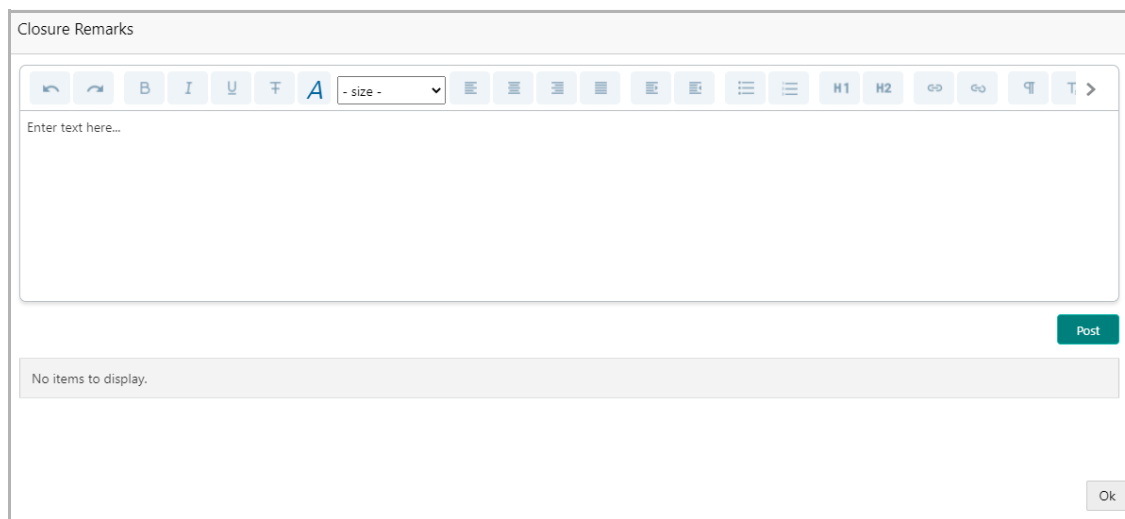 Closure Remarks
B I U T A - size - H1 H2 ¶ T
Enter text here...
Post
No items to display.
Ok